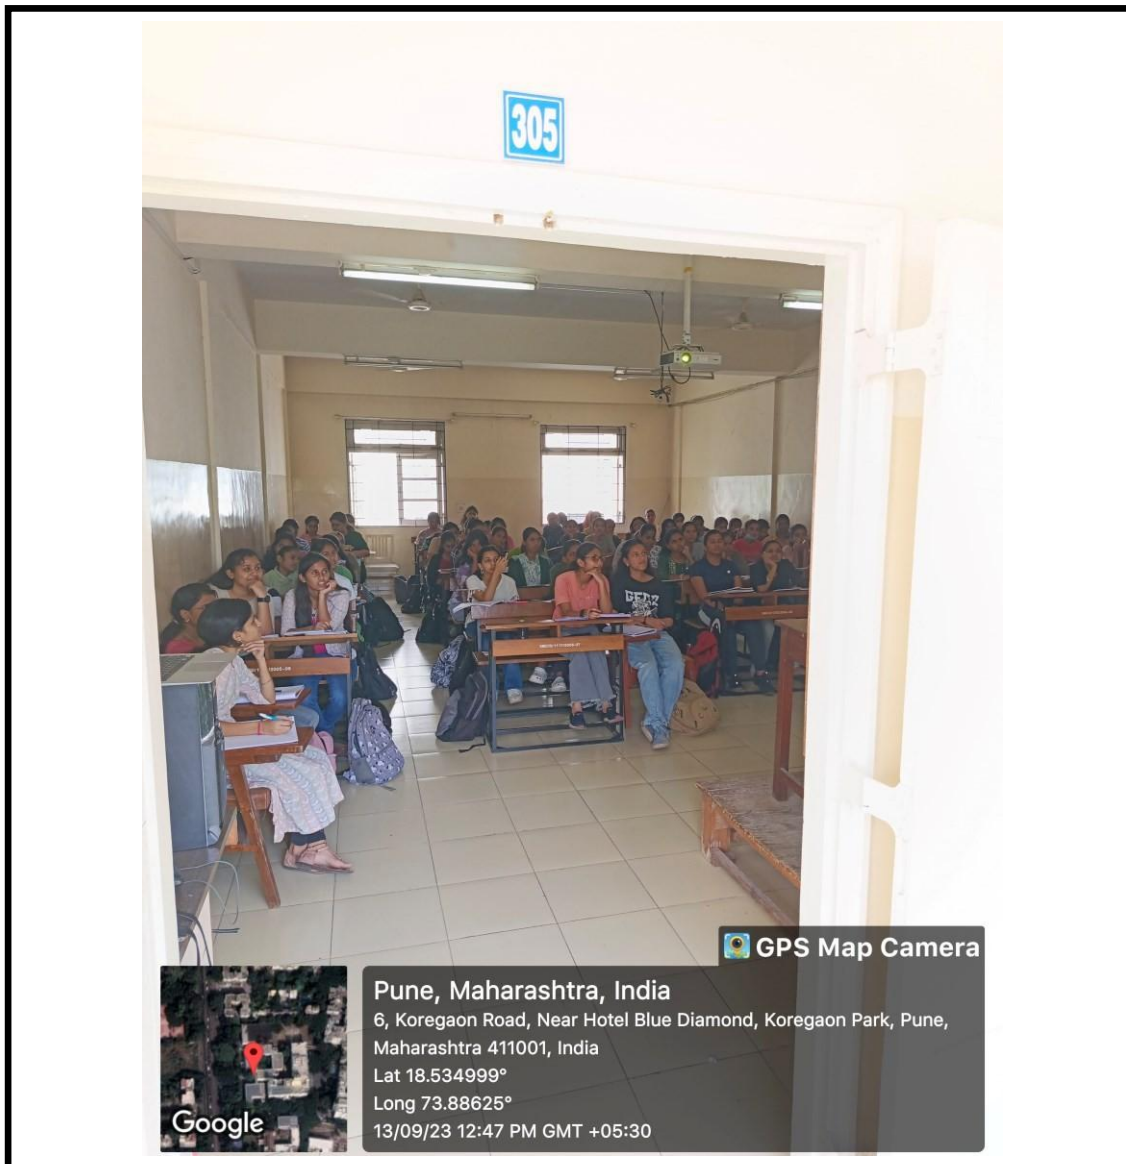 305
GPS Map Camera
Pune, Maharashtra, India
6, Koregaon Road, Near Hotel Blue Diamond, Koregaon Park, Pune,
Maharashtra 411001, India
Lat 18.534999°
Long 73.88625°
13/09/23 12:47 PM GMT +05:30
Google